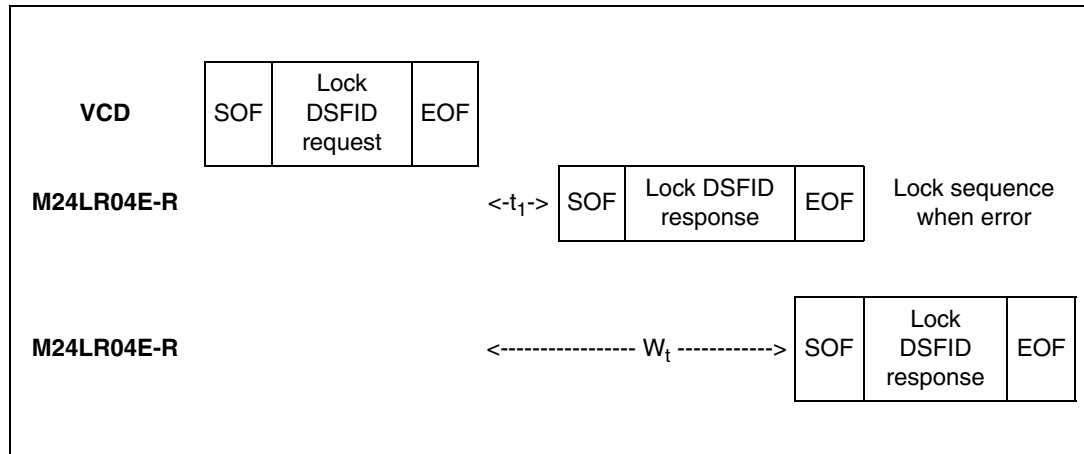 VCD SOF Lock DSFID request EOF
M24LR04E-R <-t1-> SOF Lock DSFID response EOF Lock sequence when error
M24LR04E-R <---------------- Wt ------------> SOF Lock DSFID response EOF